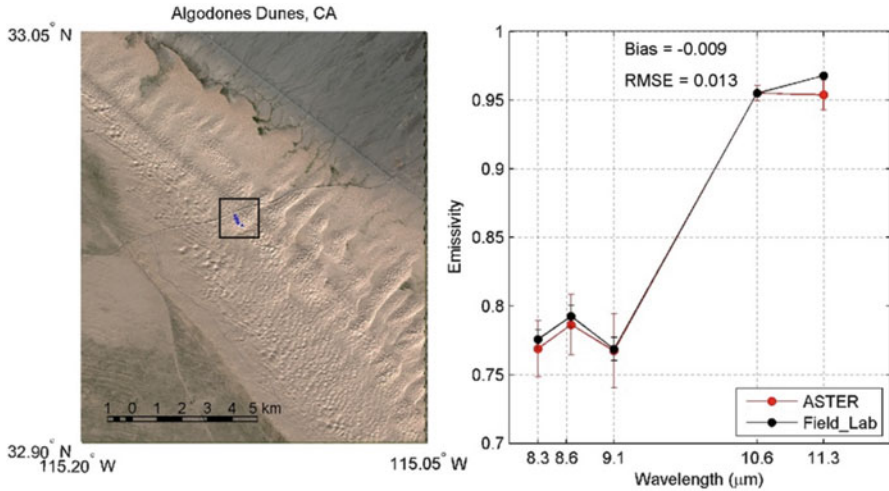 Algodones Dunes, CA
33.05° N
32.90° N
115.20° W
115.05° W
1 0 1 2 3 4 5 km
Bias = -0.009
RMSE = 0.013
Emissivity
1
0.95
0.9
0.85
0.8
0.75
0.7
8.3 8.6 9.1 10.6 11.3
Wavelength (μm)
ASTER
Field_Lab